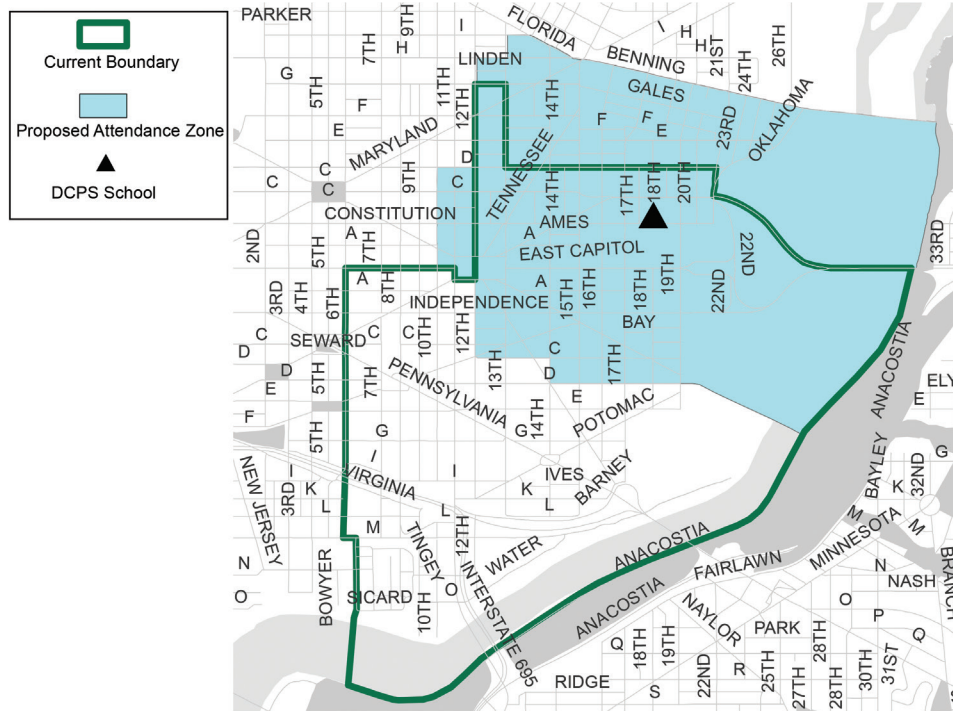 Current Boundary
Proposed Attendance Zone
DCPS School
PARKER
9TH
I
FLORIDA
I
H
H
21ST
26TH
7TH
H
BENNING
LINDEN
24TH
G
5TH
11TH
12TH
14TH
GALES
F
F
F
E
23RD
OKLAHOMA
E
MARYLAND
D
TENNESSEE
C
C
C
9TH
C
14TH
17TH
18TH
20TH
CONSTITUTION
2ND
5TH
A
7TH
AMES
A
EAST CAPITOL
22ND
33RD
3RD
4TH
6TH
A
8TH
INDEPENDENCE
A
15TH
16TH
18TH
19TH
22ND
BAY
C
SEWARD
C
C
10TH
12TH
D
C
D
13TH
17TH
D
E
5TH
7TH
PENNSYLVANIA
E
POTOMAC
ANACOSTIA
ELY
E
F
5TH
G
G
14TH
I
I
IVES
BARNEY
BAYLEY
32ND
G
NEW JERSEY
3RD
I
K
L
VIRGINIA
K
L
K
L
M
M
M
12TH
TINGEY
WATER
ANACOSTIA
FAIRLAWN
MINNESOTA
N
N
NASH
BRANCH
O
BOWYER
SICARD
10TH
O
INTERSTATE 695
ANACOSTIA
NAYLOR
O
P
Q
PARK
Q
18TH
19TH
22ND
R
25TH
27TH
28TH
28TH
30TH
31ST
RIDGE
S